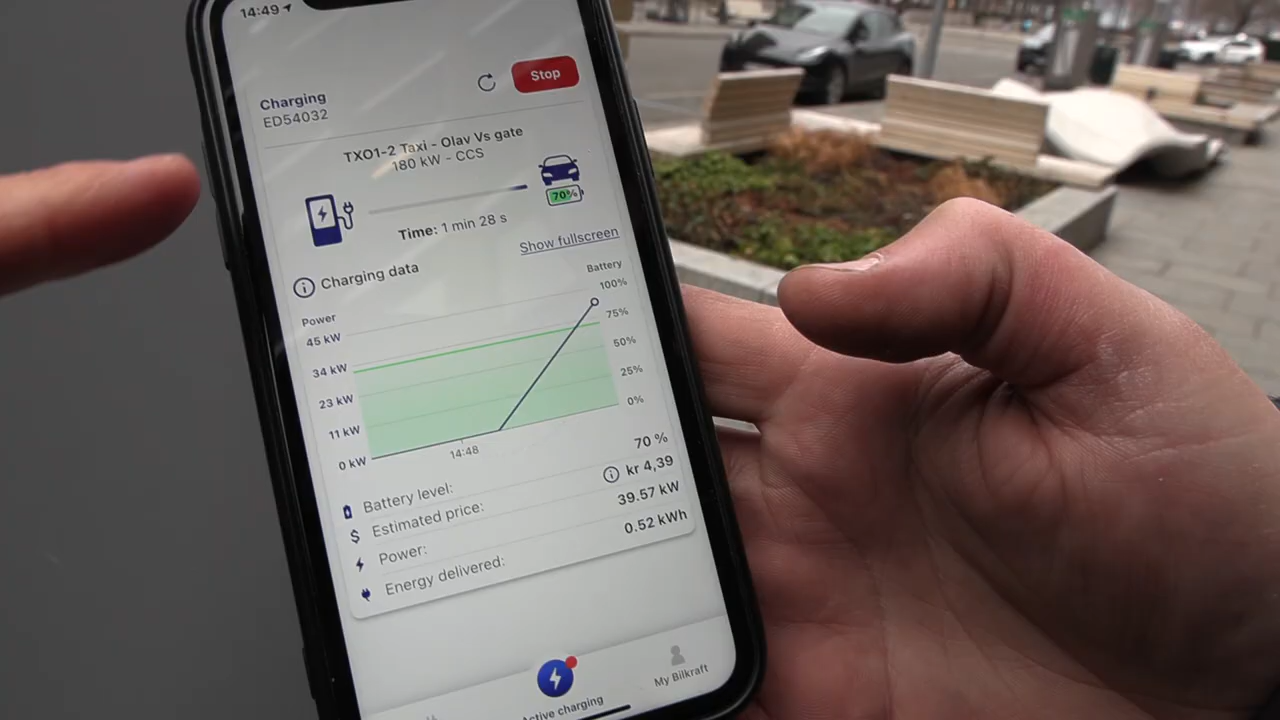 14:49
Charging
ED54032
Stop
TXO1-2 Taxi - Olav Vs gate
180 kW - CCS
70%
Time: 1 min 28 s
Show fullscreen
Charging data
Power
Battery
45 kW
34 kW
23 kW
11 kW
0 kW
100%
75%
50%
25%
0%
14:48
Battery level: 70 %
Estimated price: kr 4,39
Power: 39.57 kW
Energy delivered: 0.52 kWh
Active charging
My Bilkraft